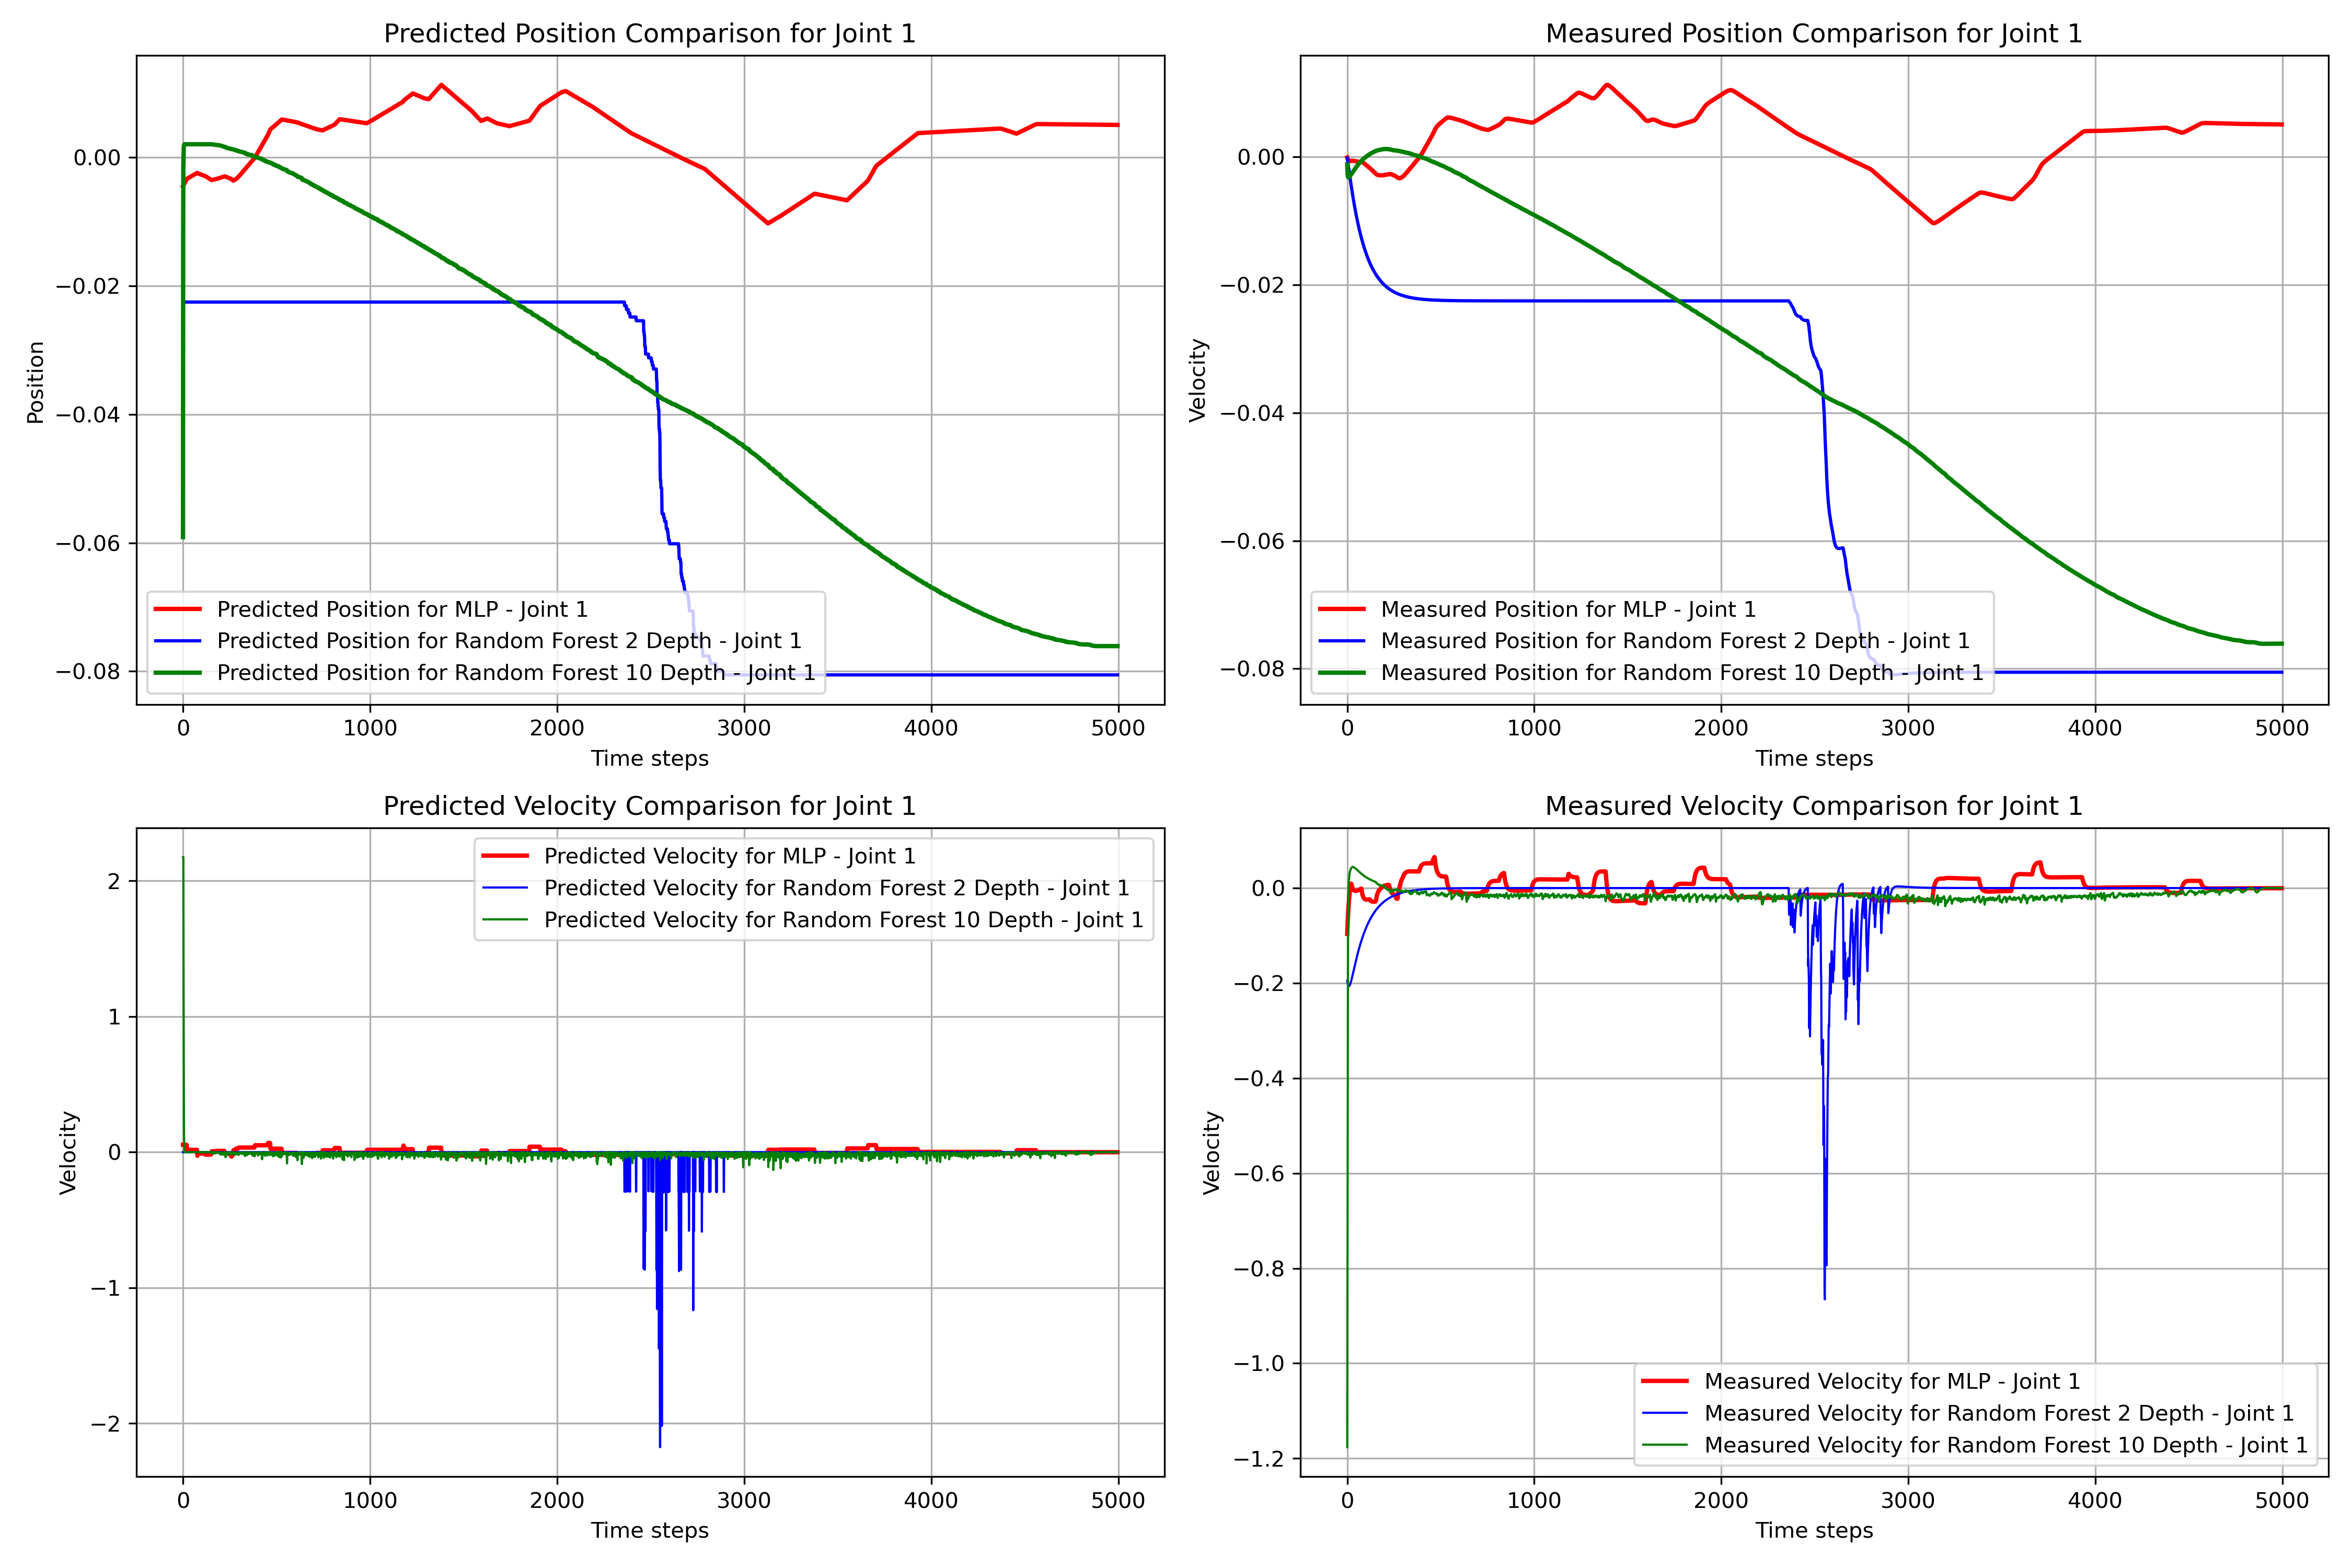 Predicted Position Comparison for Joint 1
Position
0.00
−0.02
−0.04
−0.06
−0.08
Predicted Position for MLP - Joint 1
Predicted Position for Random Forest 2 Depth - Joint 1
Predicted Position for Random Forest 10 Depth - Joint 1
0 1000 2000 3000 4000 5000
Time steps
Measured Position Comparison for Joint 1
Velocity
0.00
−0.02
−0.04
−0.06
−0.08
Measured Position for MLP - Joint 1
Measured Position for Random Forest 2 Depth - Joint 1
Measured Position for Random Forest 10 Depth - Joint 1
0 1000 2000 3000 4000 5000
Time steps
Predicted Velocity Comparison for Joint 1
Velocity
2
1
0
−1
−2
Predicted Velocity for MLP - Joint 1
Predicted Velocity for Random Forest 2 Depth - Joint 1
Predicted Velocity for Random Forest 10 Depth - Joint 1
0 1000 2000 3000 4000 5000
Time steps
Measured Velocity Comparison for Joint 1
Velocity
0.0
−0.2
−0.4
−0.6
−0.8
−1.0
−1.2
Measured Velocity for MLP - Joint 1
Measured Velocity for Random Forest 2 Depth - Joint 1
Measured Velocity for Random Forest 10 Depth - Joint 1
0 1000 2000 3000 4000 5000
Time steps